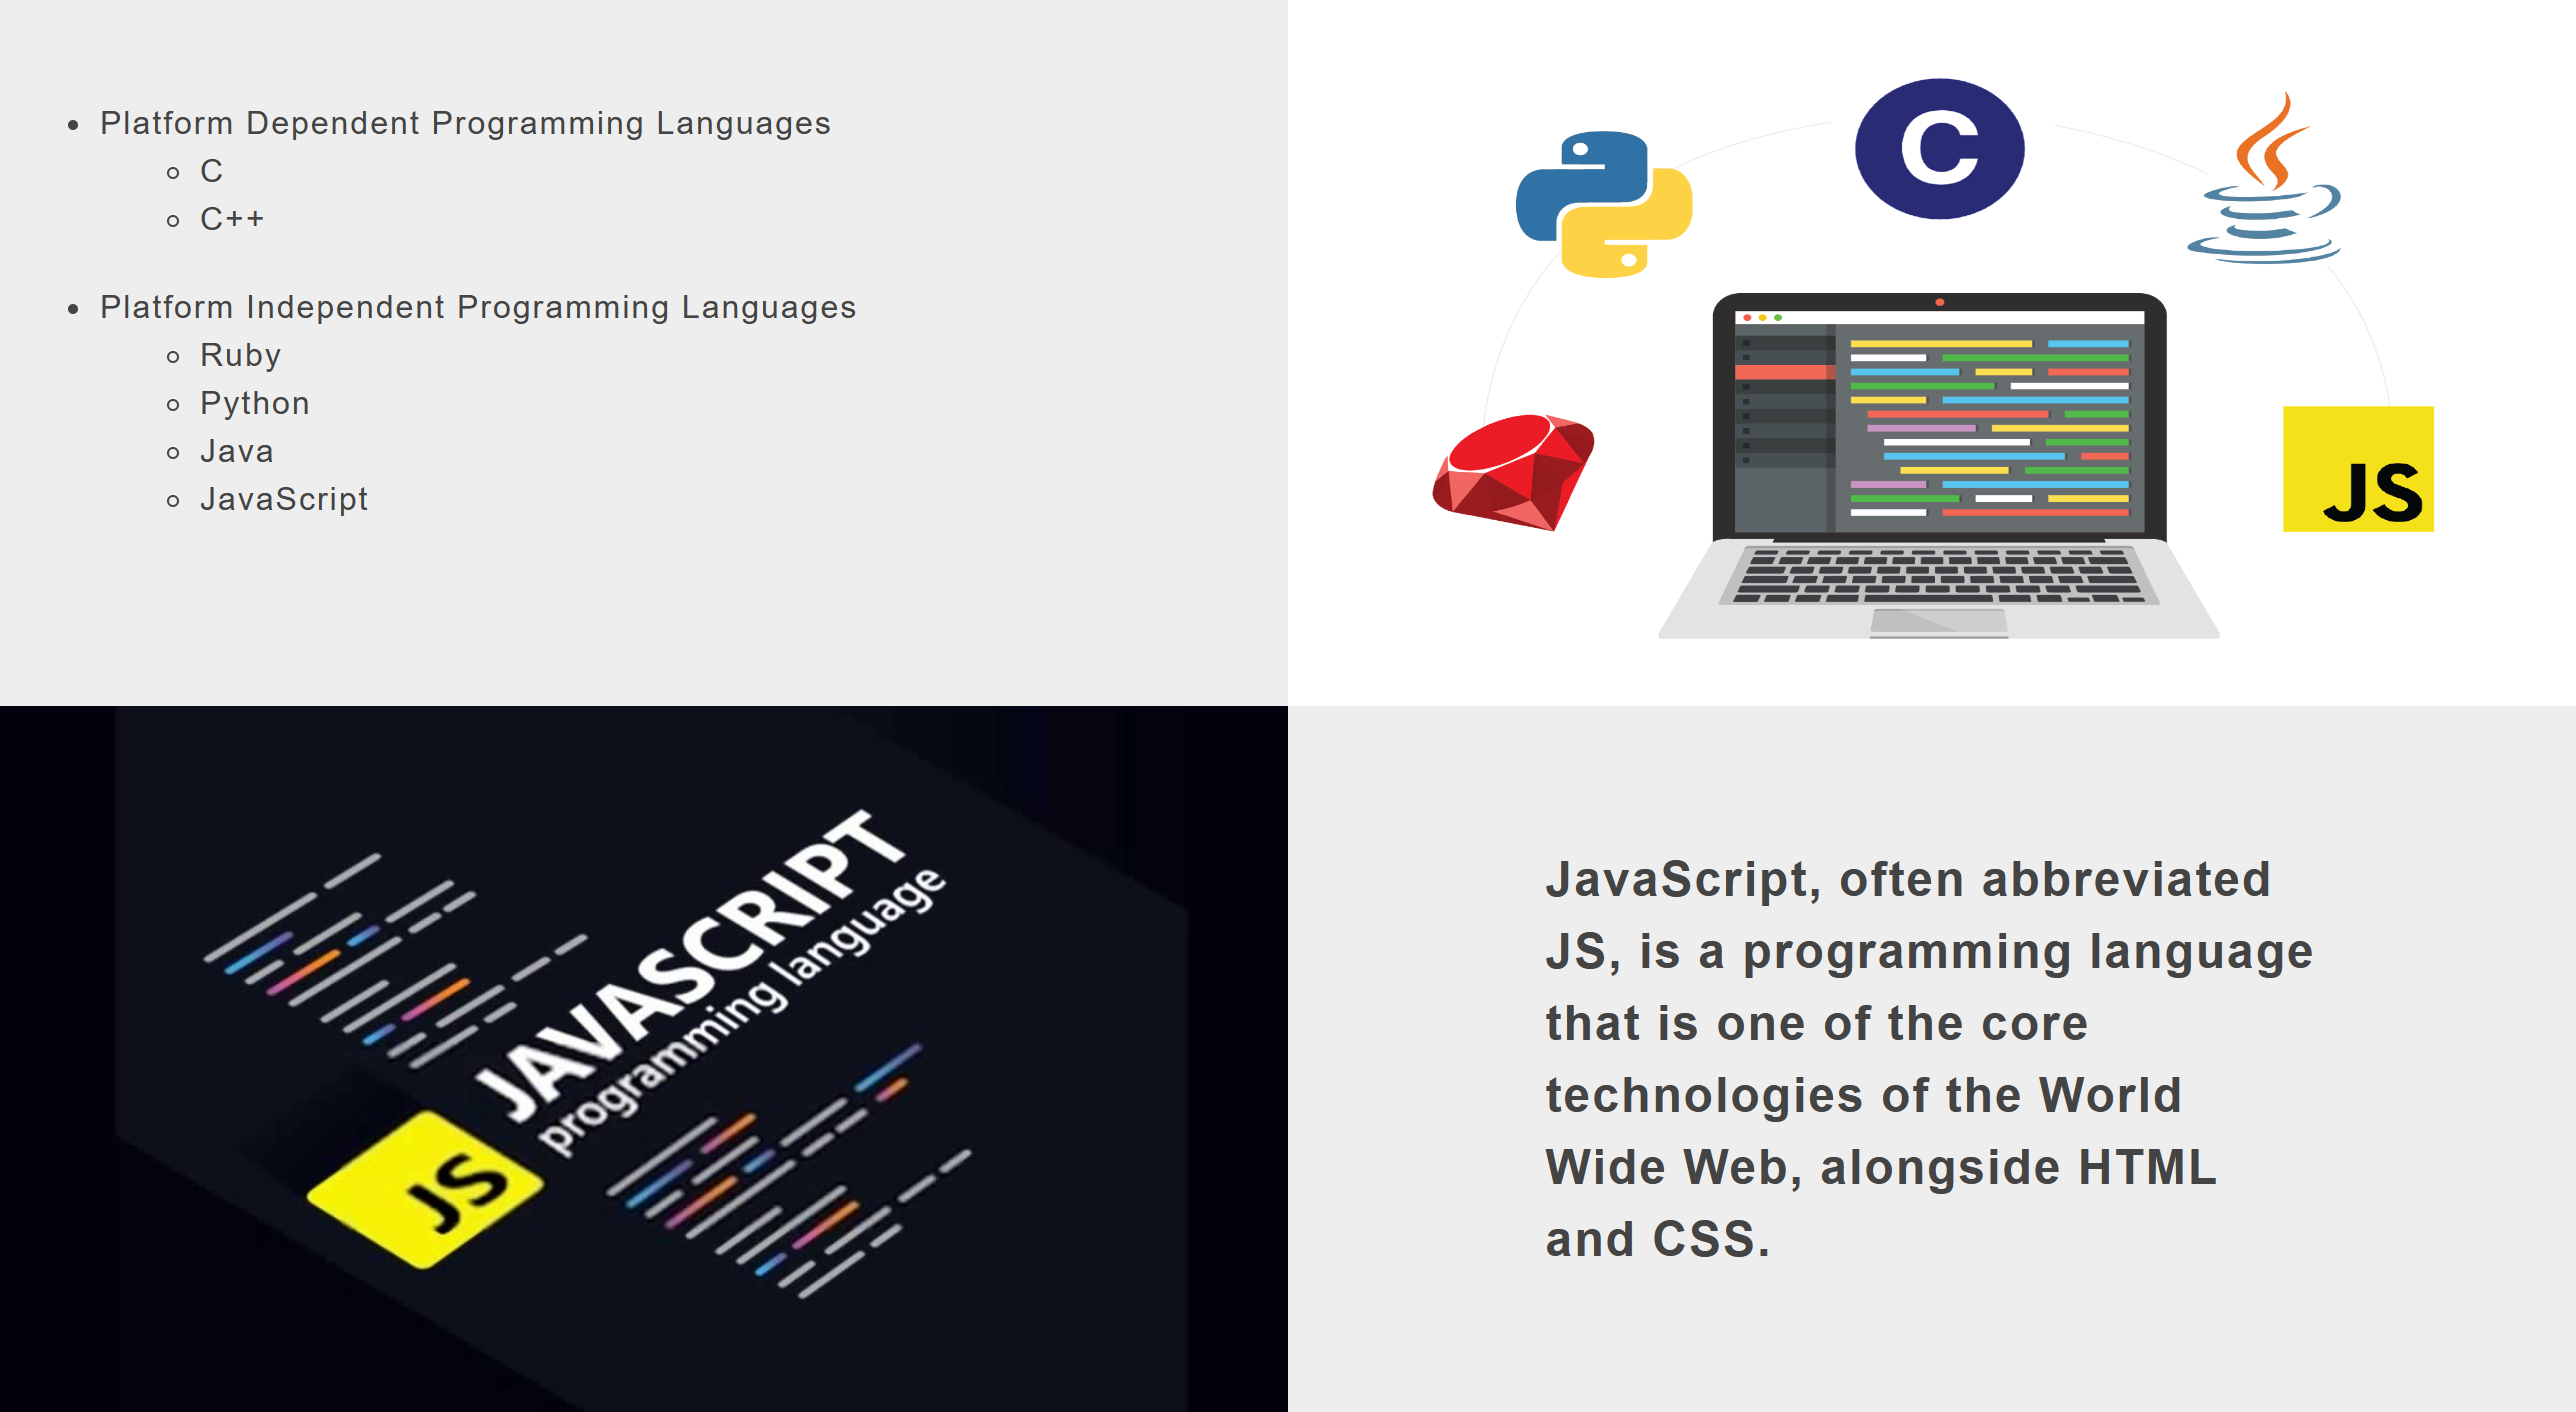 Platform Dependent Programming Languages
C
C++
Platform Independent Programming Languages
Ruby
Python
Java
JavaScript
C
JS
JAVASCRIPT
programming language
JS
JavaScript, often abbreviated
JS, is a programming language
that is one of the core
technologies of the World
Wide Web, alongside HTML
and CSS.